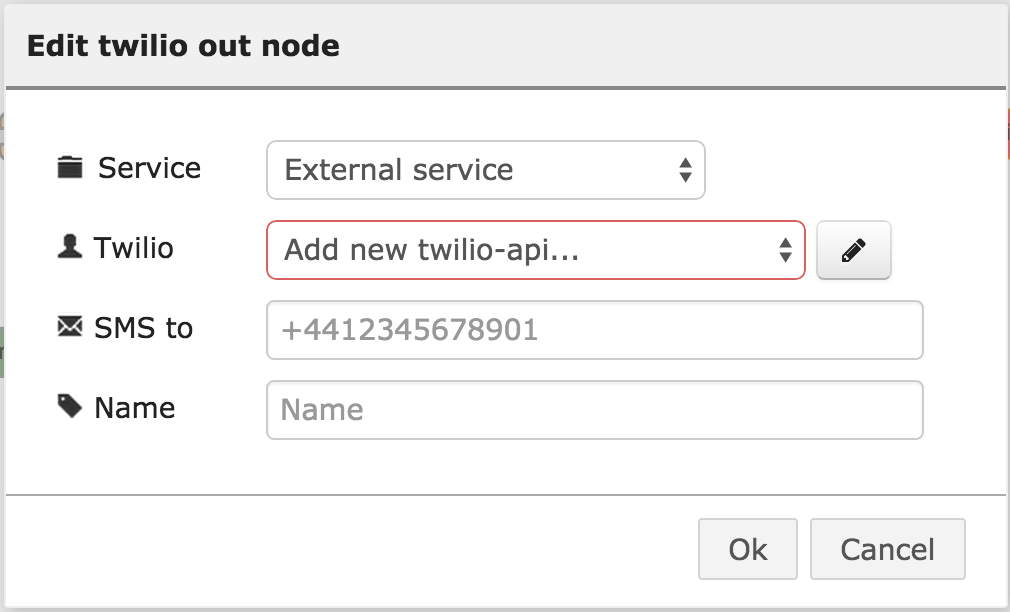 Edit twilio out node
Service External service
Twilio Add new twilio-api...
SMS to +4412345678901
Name Name
Ok Cancel